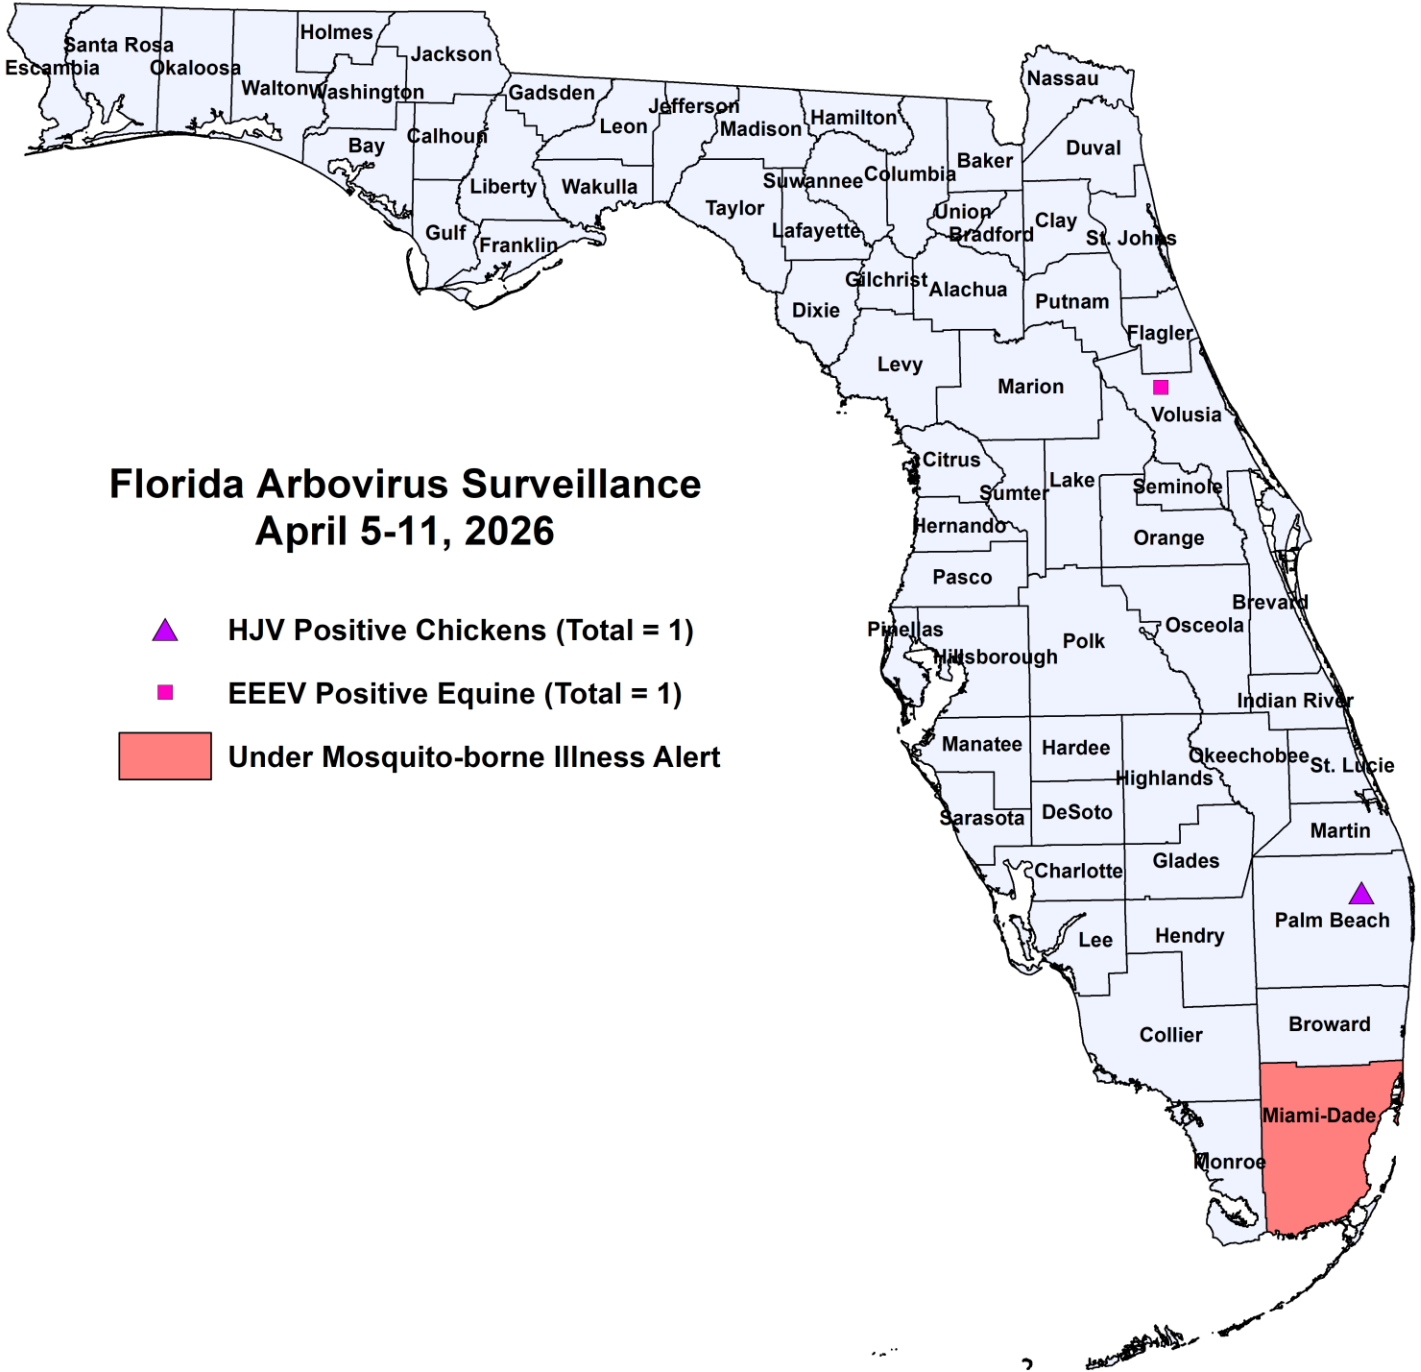 Holmes
Santa Rosa
Jackson
Escambia
Okaloosa
Walton
Washington
Nassau
Gadsden
Jefferson
Hamilton
Leon
Madison
Calhoun
Bay
Duval
Baker
Columbia
Suwannee
Liberty
Wakulla
Taylor
Union
Clay
Lafayette
Bradford
St. Johns
Gulf
Franklin
Gilchrist
Alachua
Putnam
Dixie
Flagler
Levy
Marion
Volusia
Citrus
Lake
Seminole
Sumter
Florida Arbovirus Surveillance
April 5-11, 2026
Hernando
Orange
Pasco
Brevard
Osceola
Pinellas
Polk
Hillsborough
HJV Positive Chickens (Total = 1)
EEEV Positive Equine (Total = 1)
Under Mosquito-borne Illness Alert
Indian River
Manatee
Hardee
Okeechobee
St. Lucie
Highlands
Sarasota
DeSoto
Martin
Glades
Charlotte
Palm Beach
Lee
Hendry
Broward
Collier
Miami-Dade
Monroe